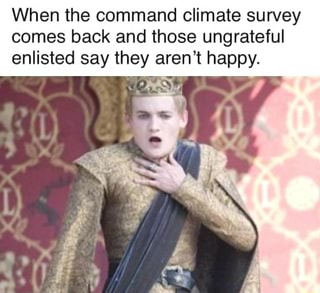 When the command climate survey
comes back and those ungrateful
enlisted say they aren't happy.